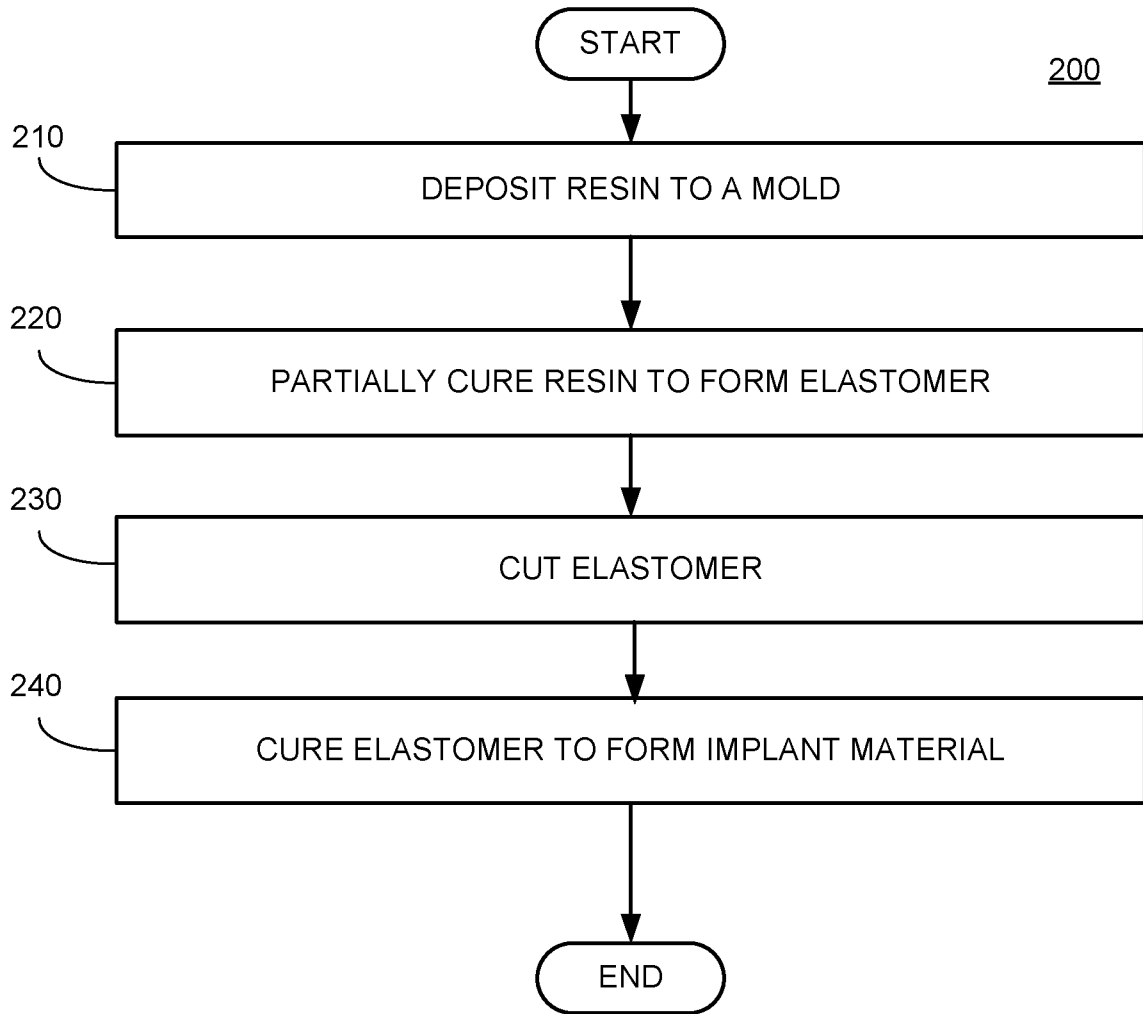 START
200
210
DEPOSIT RESIN TO A MOLD
220
PARTIALLY CURE RESIN TO FORM ELASTOMER
230
CUT ELASTOMER
240
CURE ELASTOMER TO FORM IMPLANT MATERIAL
END